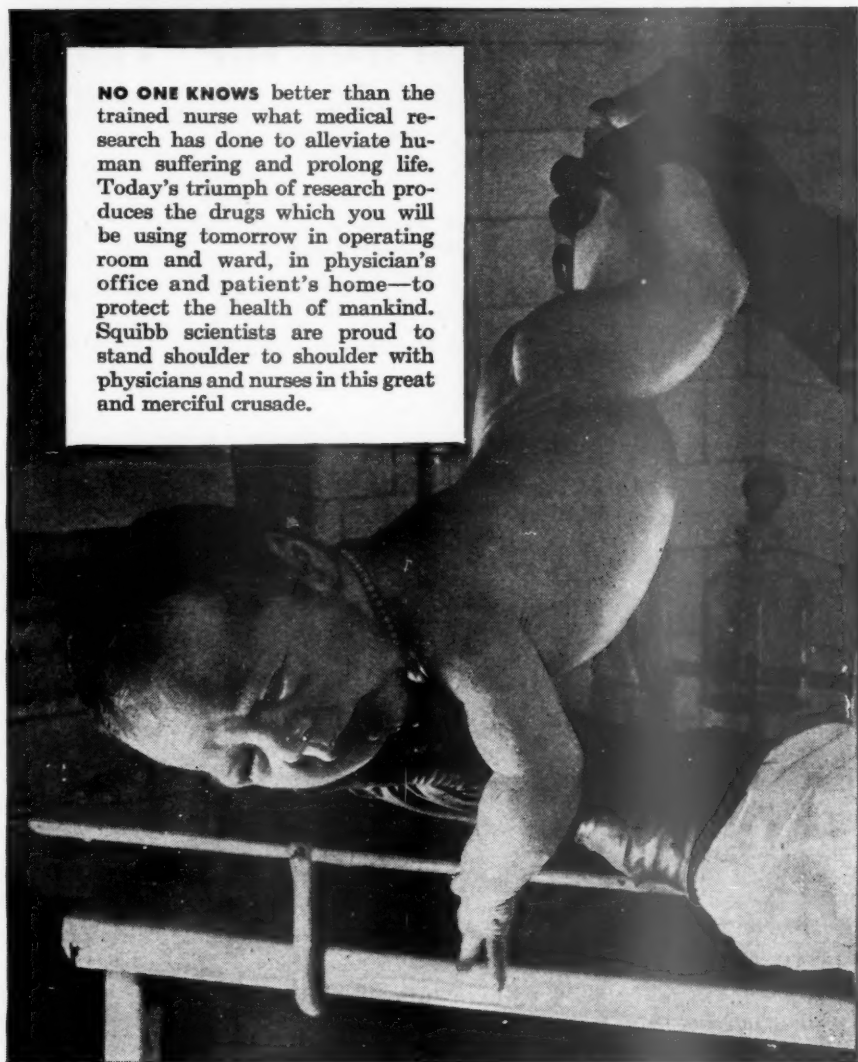 NO ONE KNOWS better than the
trained nurse what medical re-
search has done to alleviate hu-
man suffering and prolong life.
Today's triumph of research pro-
duces the drugs which you will
be using tomorrow in operating
room and ward, in physician's
office and patient's home—to
protect the health of mankind.
Squibb scientists are proud to
stand shoulder to shoulder with
physicians and nurses in this great
and merciful crusade.